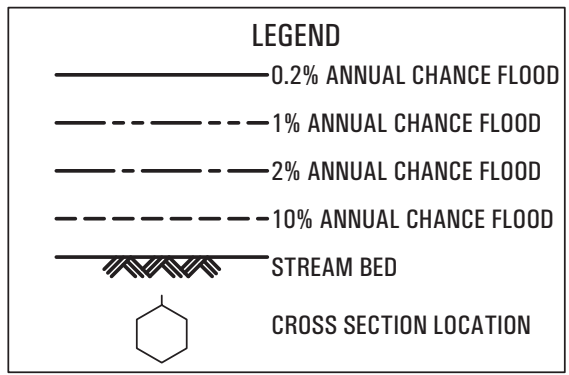 LEGEND
0.2% ANNUAL CHANCE FLOOD
1% ANNUAL CHANCE FLOOD
2% ANNUAL CHANCE FLOOD
10% ANNUAL CHANCE FLOOD
STREAM BED
CROSS SECTION LOCATION